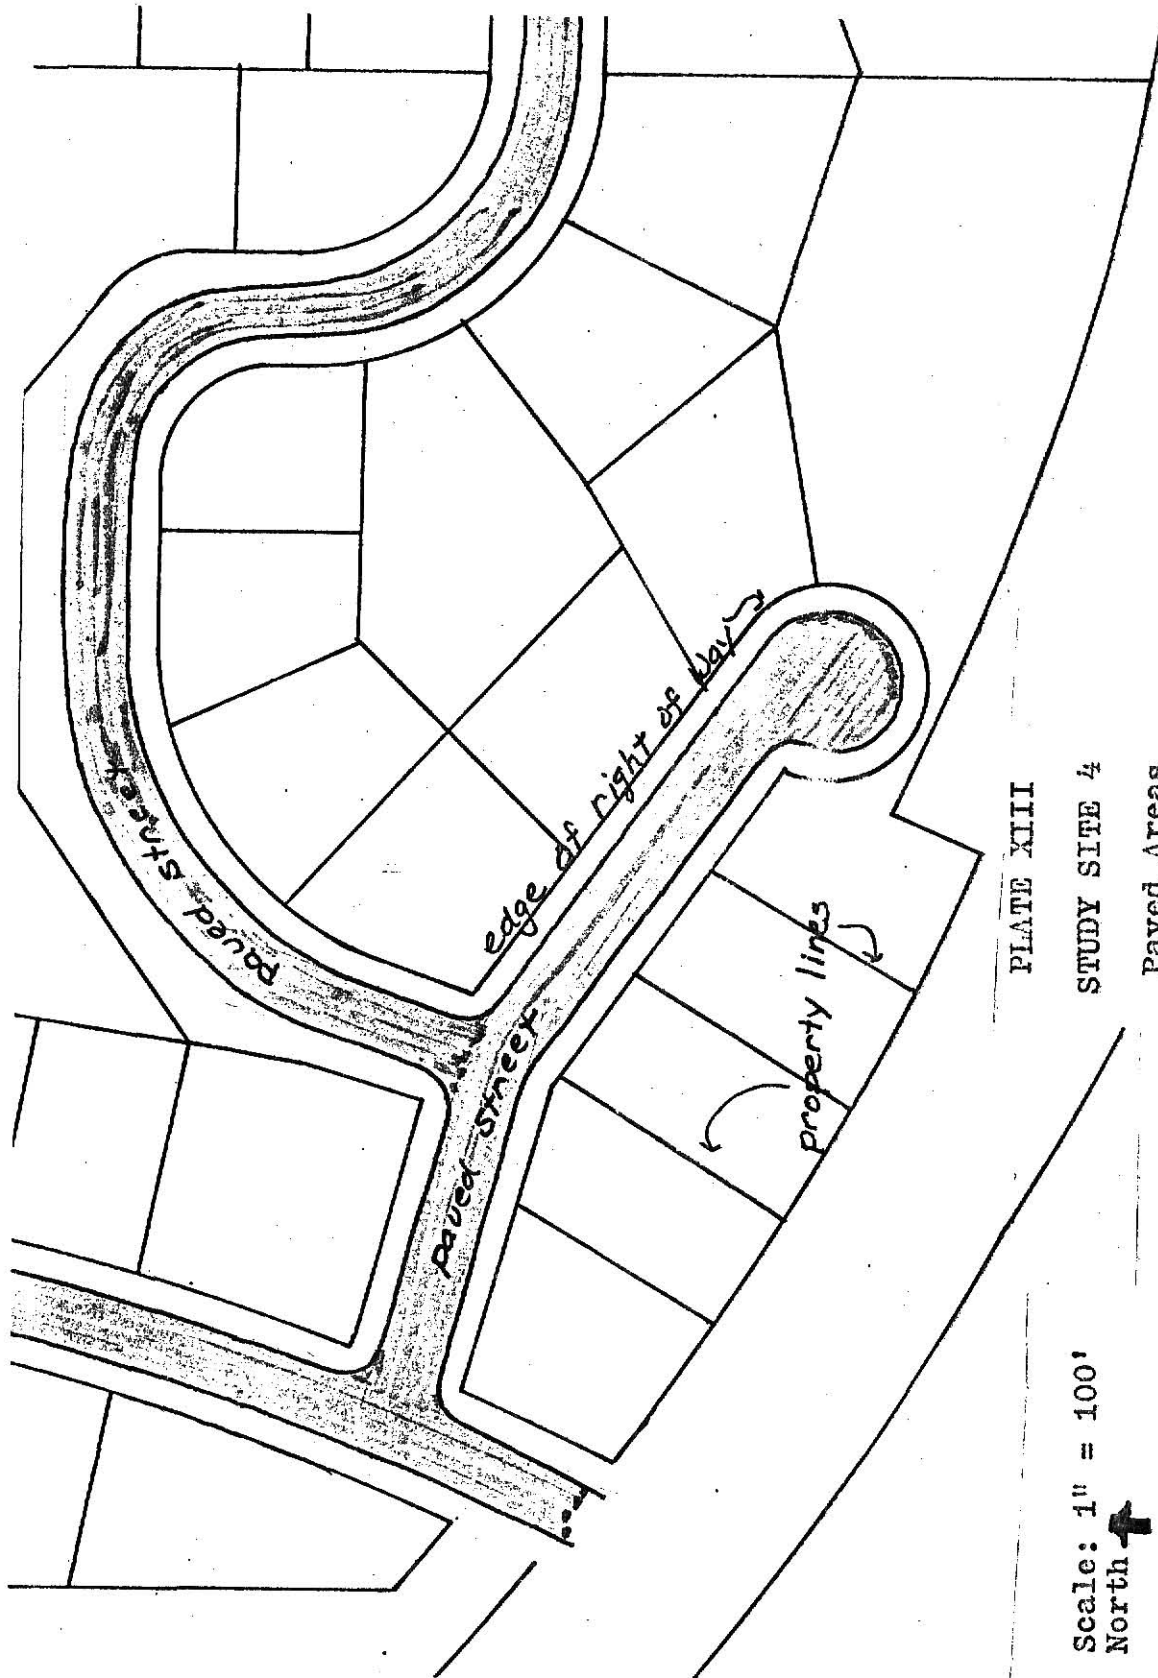 paved street
edge of right of way
paved street
property lines
PLATE XIII
STUDY SITE 4
Paved Areas
Scale: 1" = 100'
North